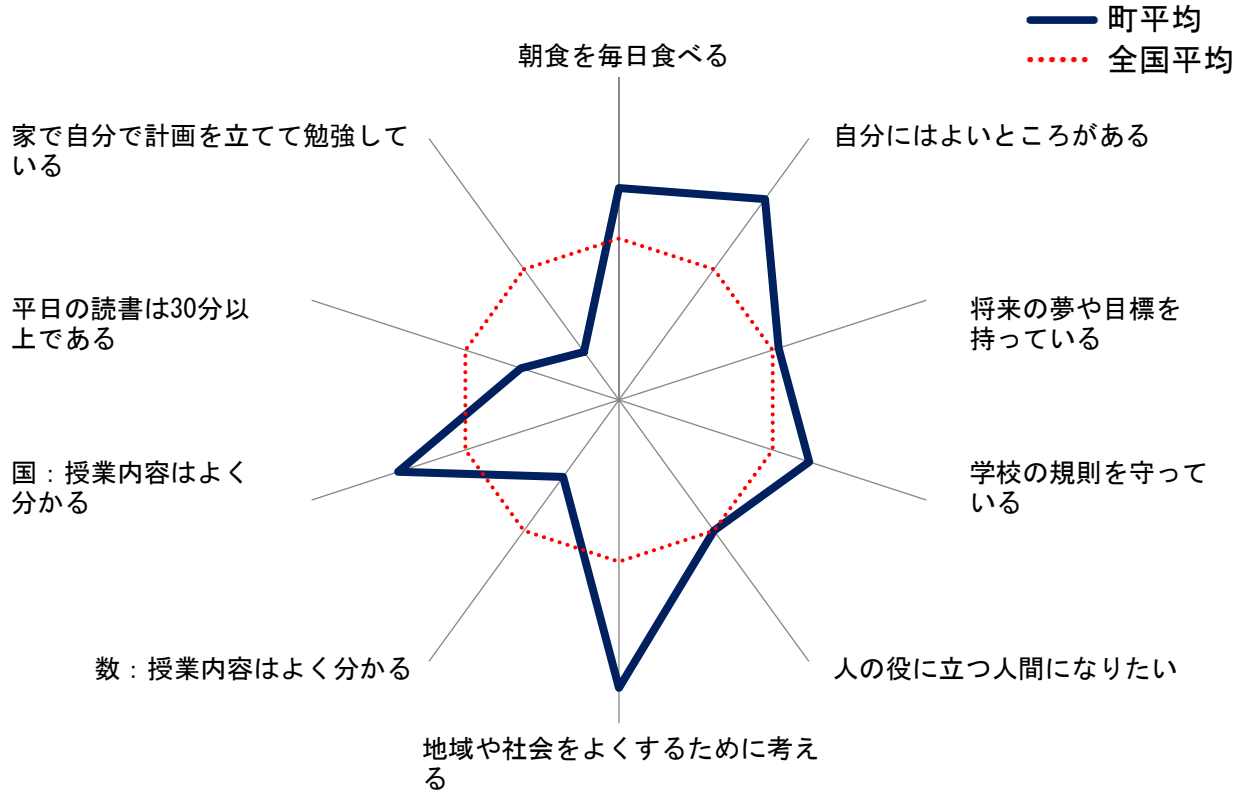 町平均
全国平均
朝食を毎日食べる
自分にはよいところがある
将来の夢や目標を
持っている
学校の規則を守って
いる
人の役に立つ人間になりたい
地域や社会をよくするために考え
る
数：授業内容はよく分かる
国：授業内容はよく
分かる
平日の読書は30分以
上である
家で自分で計画を立てて勉強して
いる